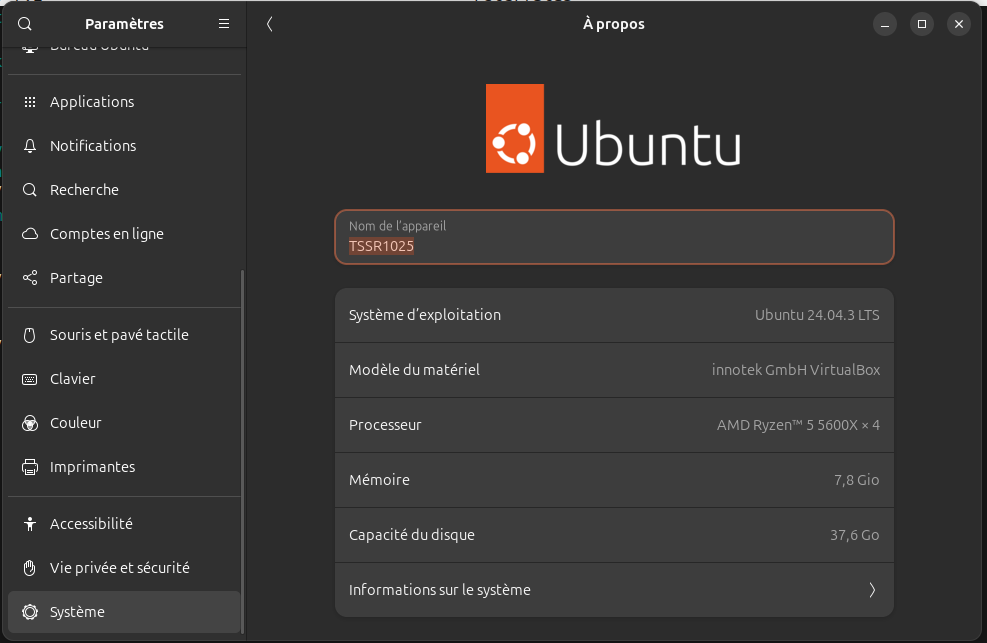 Paramètres
À propos
Bureau Ubuntu
Applications
Notifications
Recherche
Comptes en ligne
Partage
Souris et pavé tactile
Clavier
Couleur
Imprimantes
Accessibilité
Vie privée et sécurité
Système
Ubuntu
Nom de l’appareil
TSSR1025
Système d’exploitation Ubuntu 24.04.3 LTS
Modèle du matériel innotek GmbH VirtualBox
Processeur AMD Ryzen™ 5 5600X × 4
Mémoire 7,8 Gio
Capacité du disque 37,6 Go
Informations sur le système